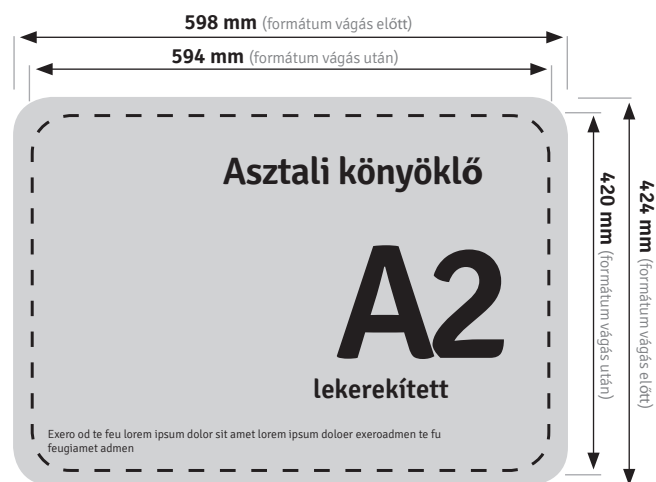 598 mm (formátum vágás előtt)
594 mm (formátum vágás után)
Asztali könyöklő
A2
lekerekített
Exero od te feu lorem ipsum dolor sit amet lorem ipsum doloer exeroadmen te fu
feugiamet admen
420 mm (formátum vágás után)
424 mm (formátum vágás előtt)